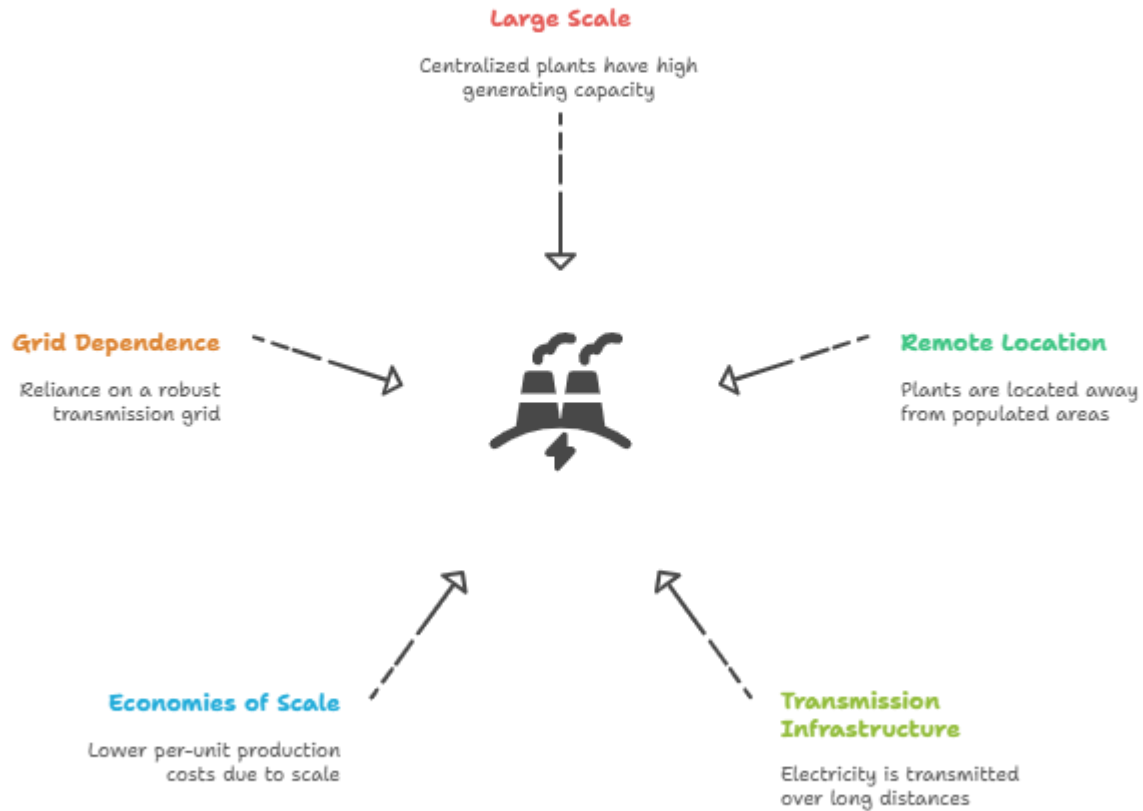 Large Scale
Centralized plants have high
generating capacity
Grid Dependence
Reliance on a robust
transmission grid
Remote Location
Plants are located away
from populated areas
Economies of Scale
Lower per-unit production
costs due to scale
Transmission
Infrastructure
Electricity is transmitted
over long distances